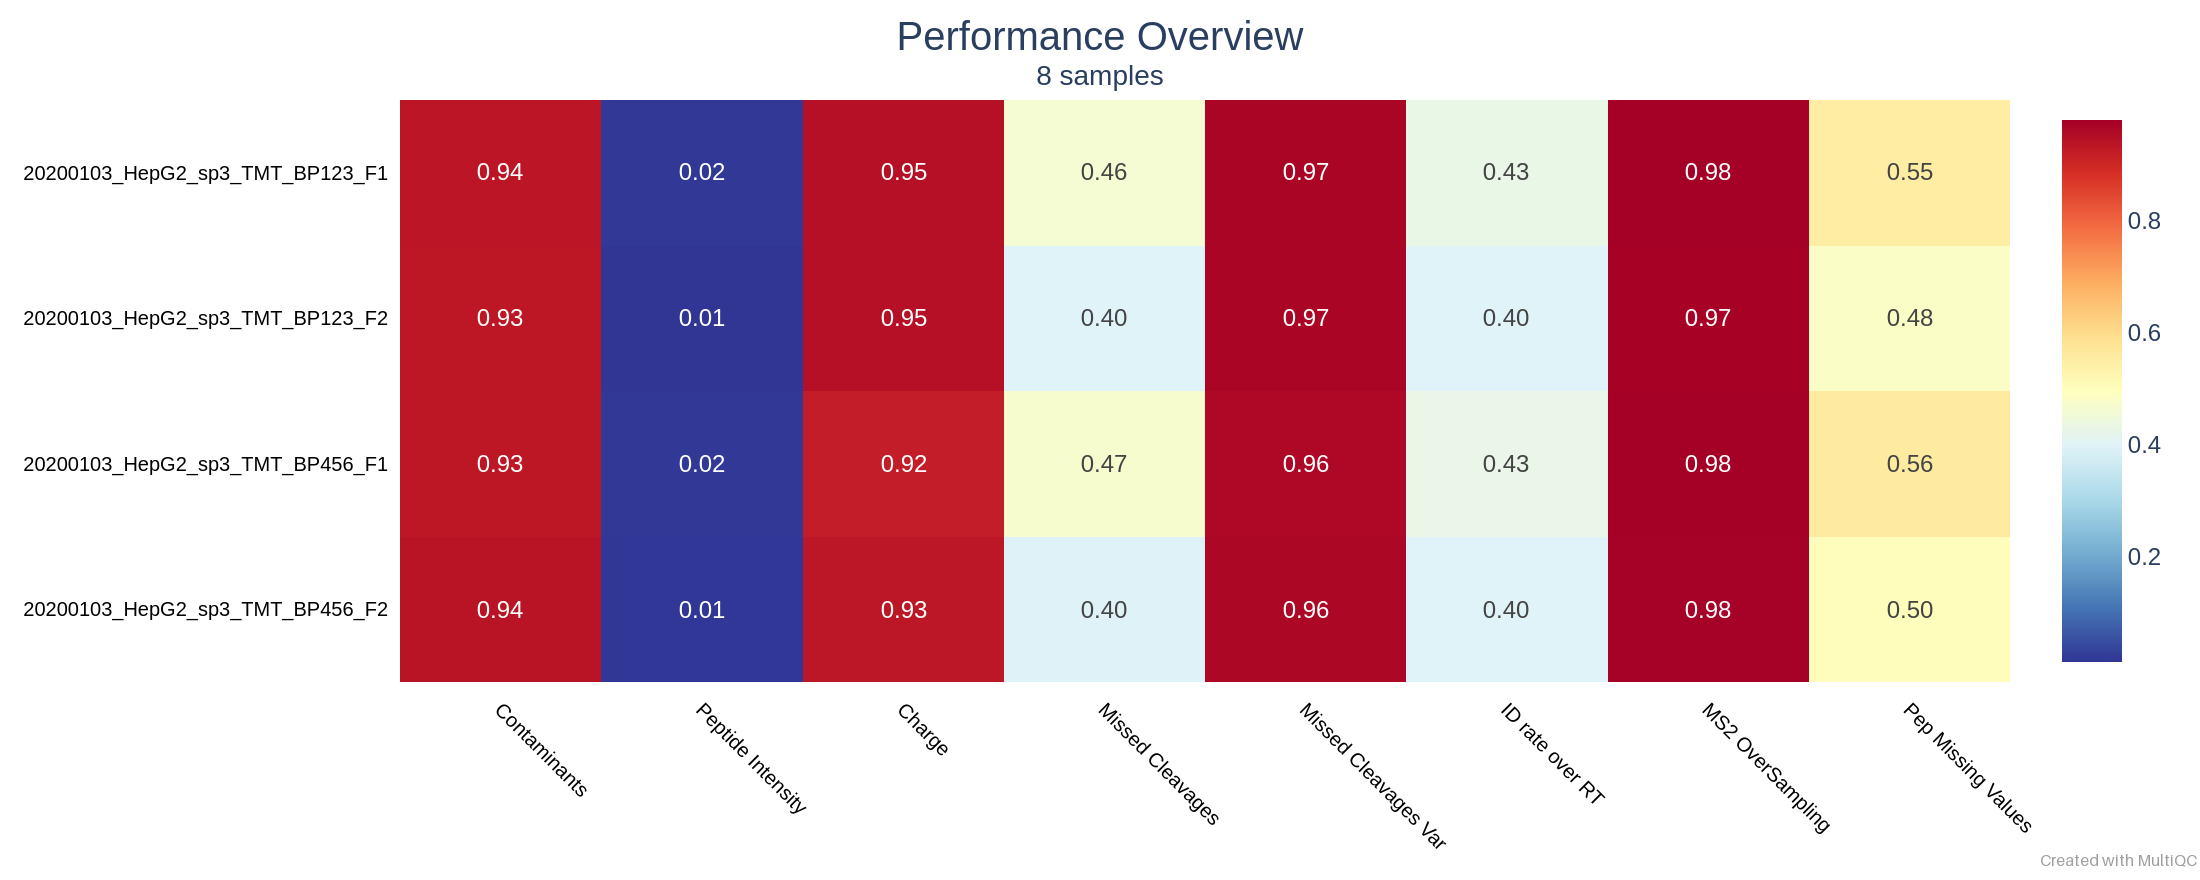 Performance Overview
8 samples
20200103_HepG2_sp3_TMT_BP123_F1 0.94 0.02 0.95 0.46 0.97 0.43 0.98 0.55
0.8
20200103_HepG2_sp3_TMT_BP123_F2 0.93 0.01 0.95 0.40 0.97 0.40 0.97 0.48
0.6
0.4
20200103_HepG2_sp3_TMT_BP456_F1 0.93 0.02 0.92 0.47 0.96 0.43 0.98 0.56
0.2
20200103_HepG2_sp3_TMT_BP456_F2 0.94 0.01 0.93 0.40 0.96 0.40 0.98 0.50
Contaminants
Peptide Intensity
Charge
Missed Cleavages
Missed Cleavages Var
ID rate over RT
MS2 OverSampling
Pep Missing Values
Created with MultiQC